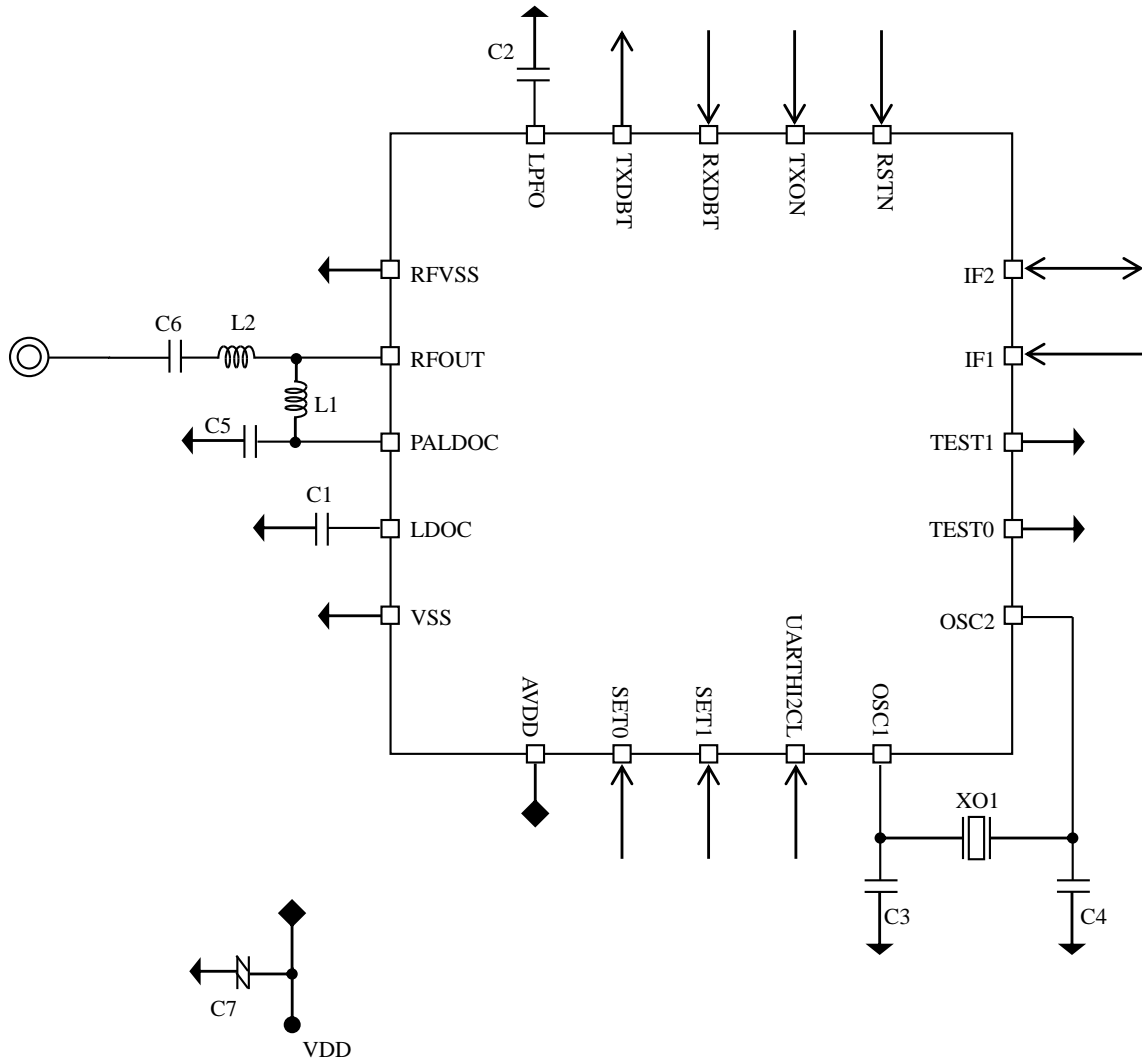 C2
LPFO
TXDBT
RXDBT
TXON
RSTN
RFVSS
IF2
C6
L2
RFOUT
IF1
L1
C5
PALDOC
TEST1
C1
LDOC
TEST0
VSS
OSC2
AVDD
SET0
SET1
UARTHI2CL
OSC1
XO1
C3
C4
C7
VDD